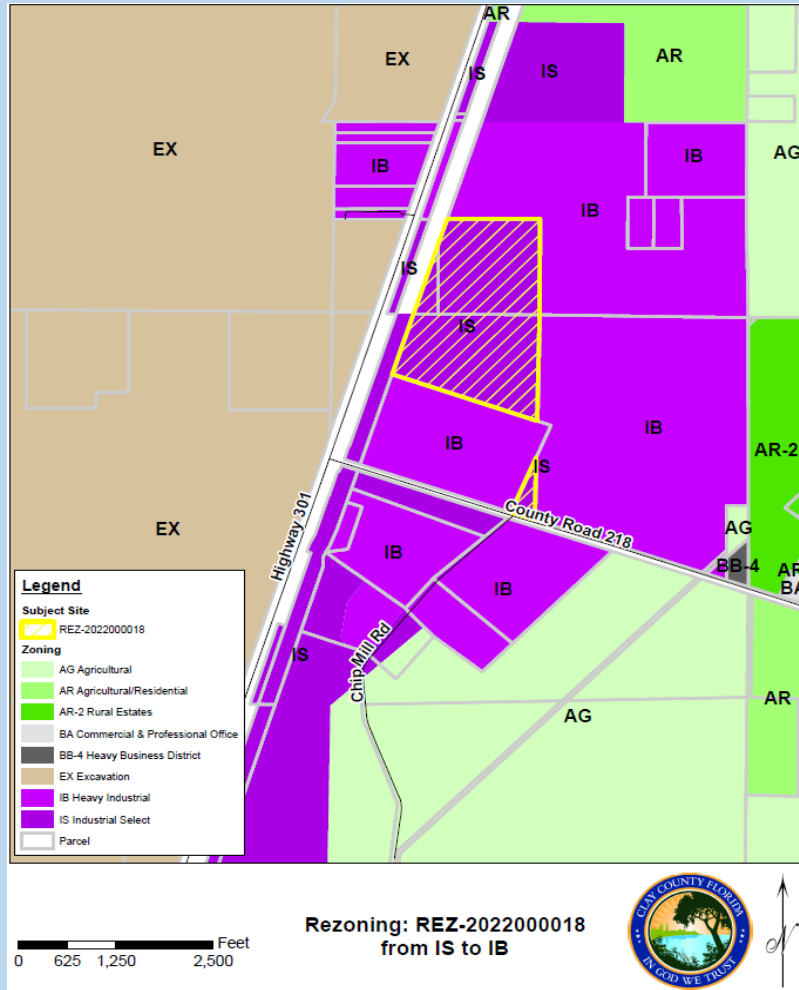 AR
EX
IS
IS
AR
EX
IB
IB
AG
IB
IS
IS
IB
IB
AR-2
IS
Highway 301
County Road 218
EX
AG
IB
BB-4
AR
BA
IB
Chip Mill Rd
IS
AR
AG
Legend
Subject Site
REZ-2022000018
Zoning
AG Agricultural
AR Agricultural/Residential
AR-2 Rural Estates
BA Commercial & Professional Office
BB-4 Heavy Business District
EX Excavation
IB Heavy Industrial
IS Industrial Select
Parcel
Feet
0 625 1,250 2,500
Rezoning: REZ-2022000018
from IS to IB
CLAY COUNTY FLORIDA
IN GOD WE TRUST
N